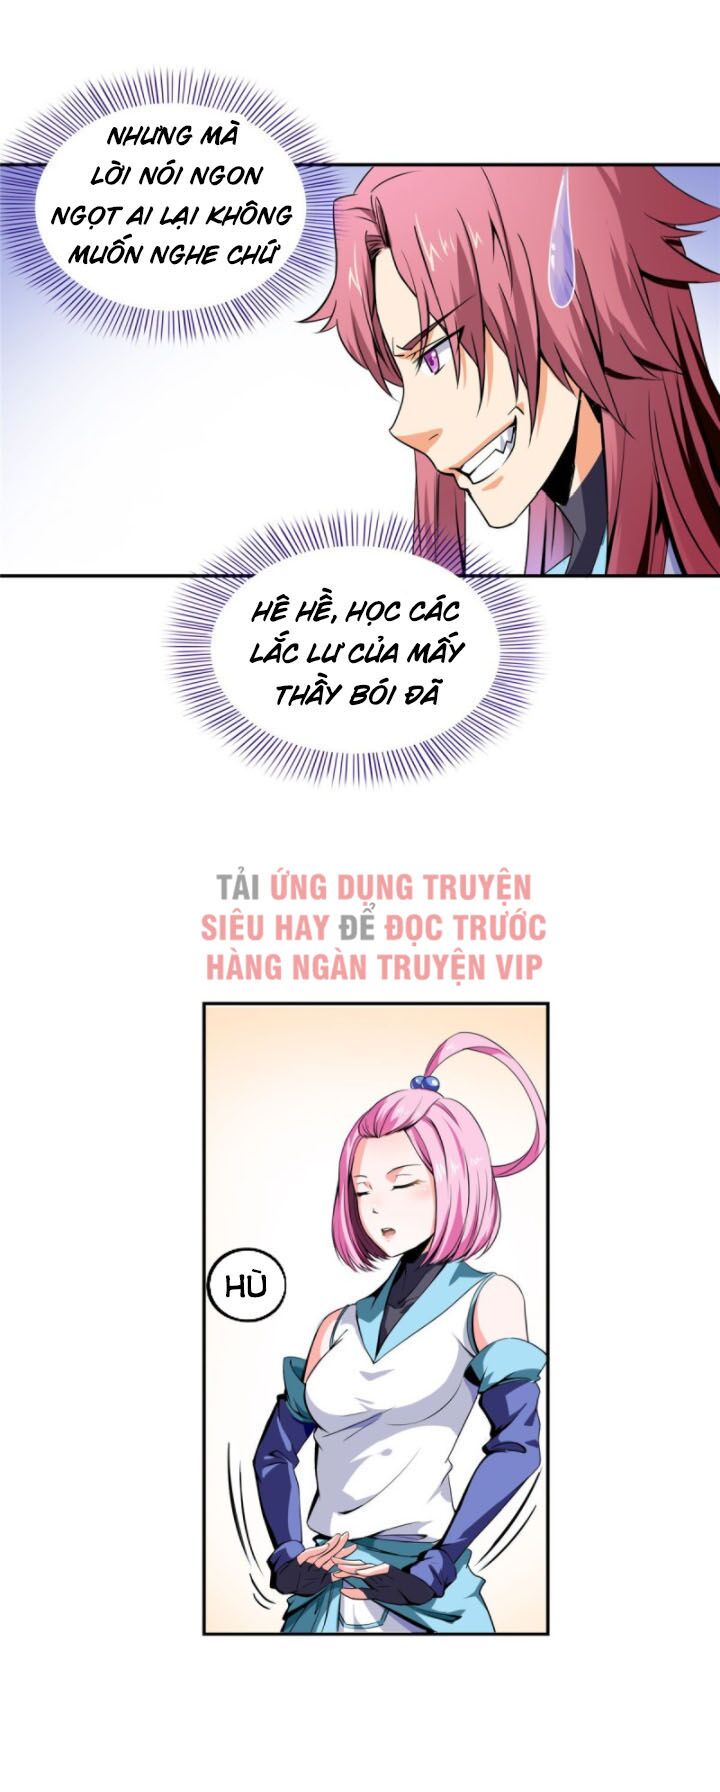 NHƯNG MÀ
LỜI NÓI NGON
NGỌT AI LẠI KHÔNG
MUỐN NGHE CHỨ
HÊ HỀ, HỌC CÁC
LẮC LƯ CỦA MẤY
THẦY BÓI ĐÃ
TẢI ỨNG DỤNG TRUYỆN
SIÊU HAY ĐỂ ĐỌC TRƯỚC
HÀNG NGÀN TRUYỆN VIP
HÙ